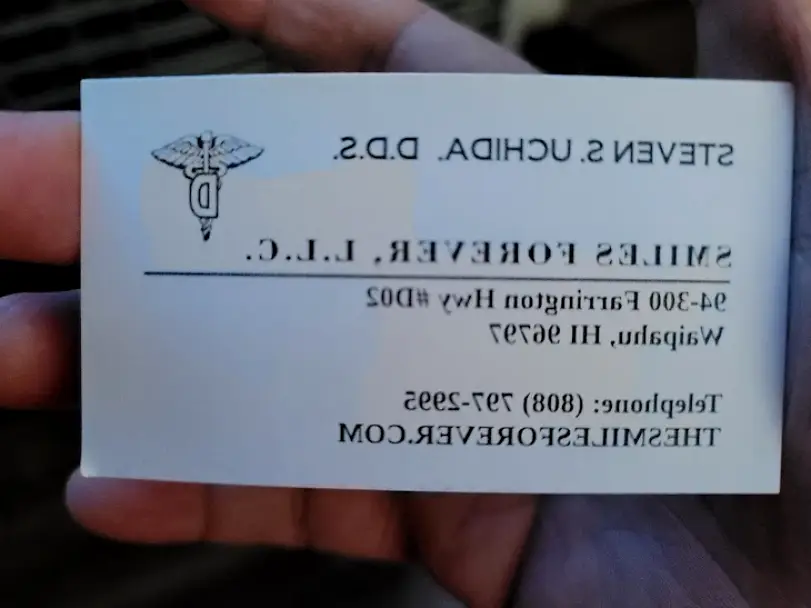 STEVEN S. UCHIDA. D.D.S.
D
SMILES FOREVER, L.L.C.
94-300 Farrington Hwy #D02
Waipahu, HI 96797
Telephone: (808) 797-2995
THESMILESFOREVER.COM